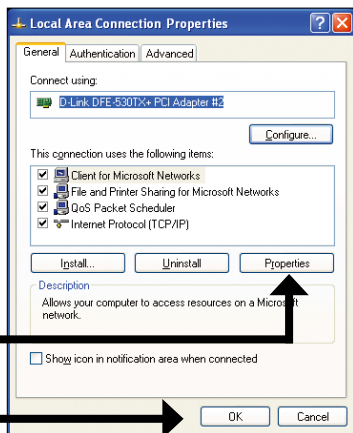 Local Area Connection Properties
General Authentication Advanced
Connect using:
D-Link DFE-530TX+ PCI Adapter #2
Configure...
This connection uses the following items:
Client for Microsoft Networks
File and Printer Sharing for Microsoft Networks
QoS Packet Scheduler
Internet Protocol (TCP/IP)
Install... Uninstall Properties
Description
Allows your computer to access resources on a Microsoft
network.
Show icon in notification area when connected
OK Cancel